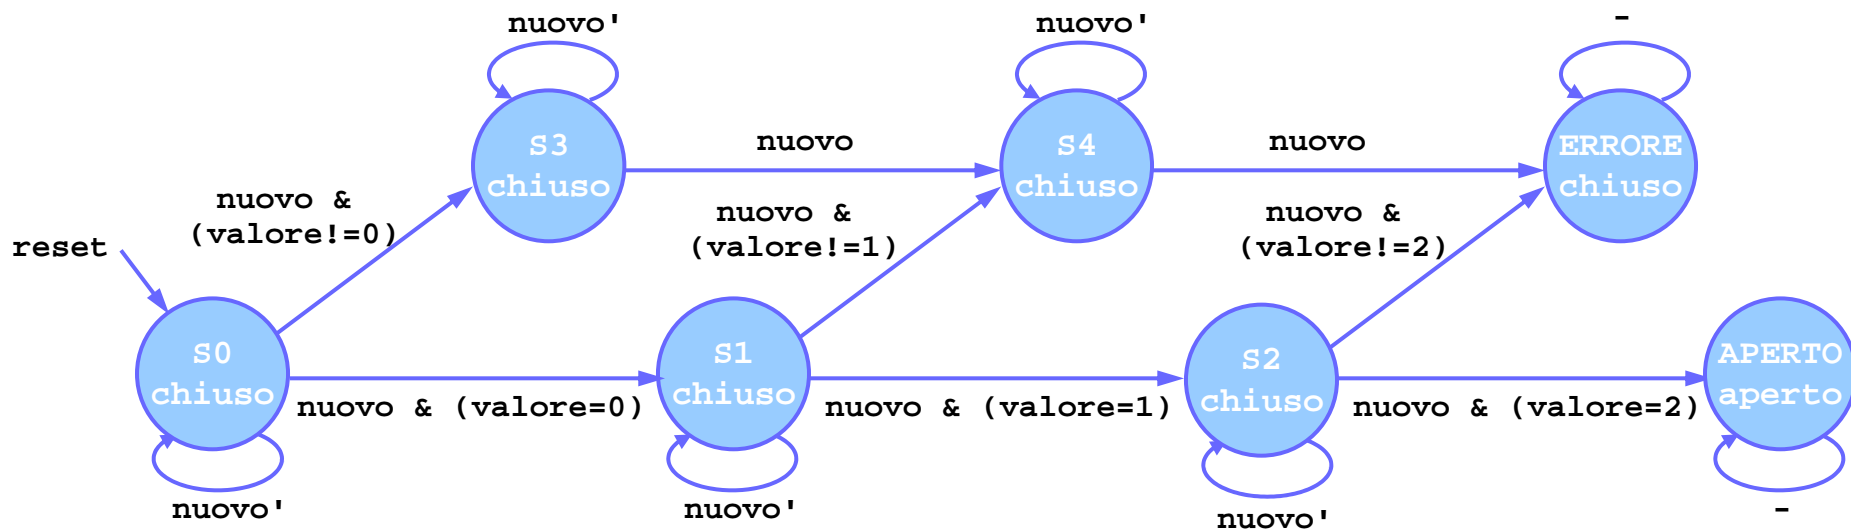 nuovo'
nuovo'
-
S3
chiuso
nuovo
S4
chiuso
nuovo
ERRORE
chiuso
nuovo &
(valore!=0)
nuovo &
(valore!=1)
nuovo &
(valore!=2)
reset
S0
chiuso
nuovo & (valore=0)
S1
chiuso
nuovo & (valore=1)
S2
chiuso
nuovo & (valore=2)
APERTO
aperto
nuovo'
nuovo'
nuovo'
-